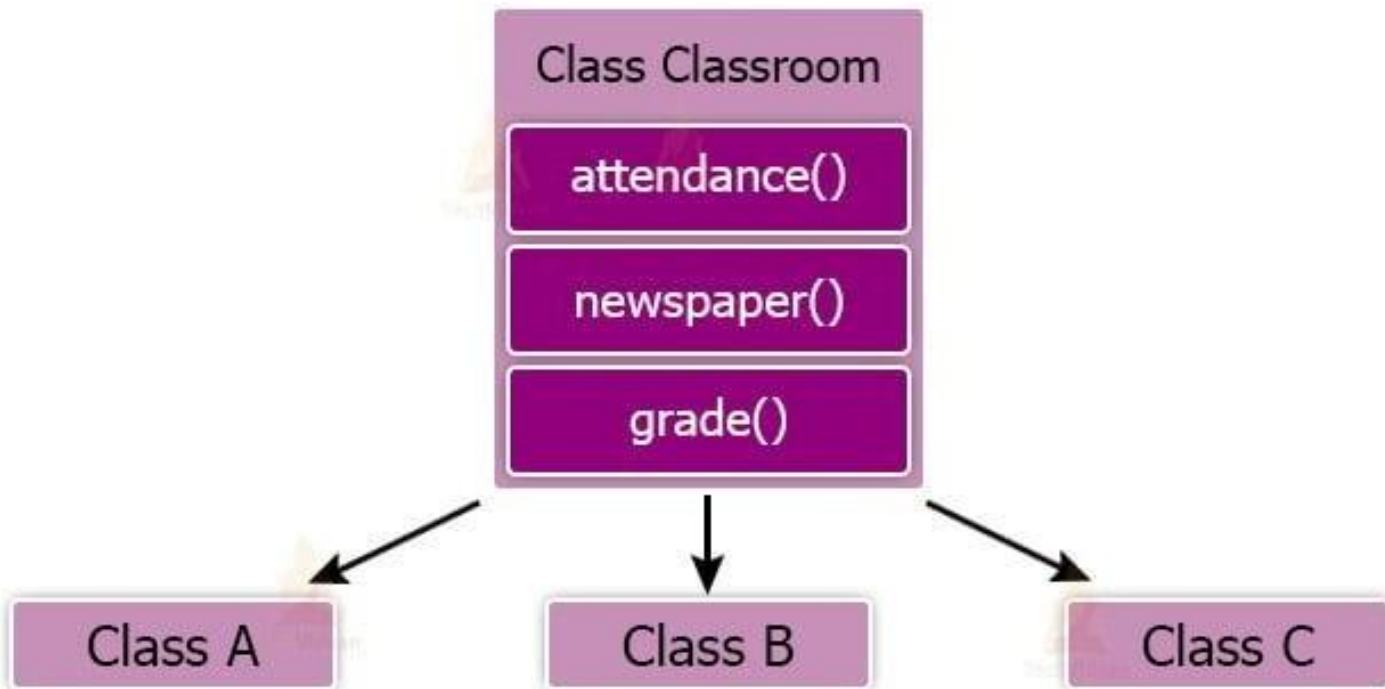 Class Classroom
attendance()
newspaper()
grade()
Class A
Class B
Class C